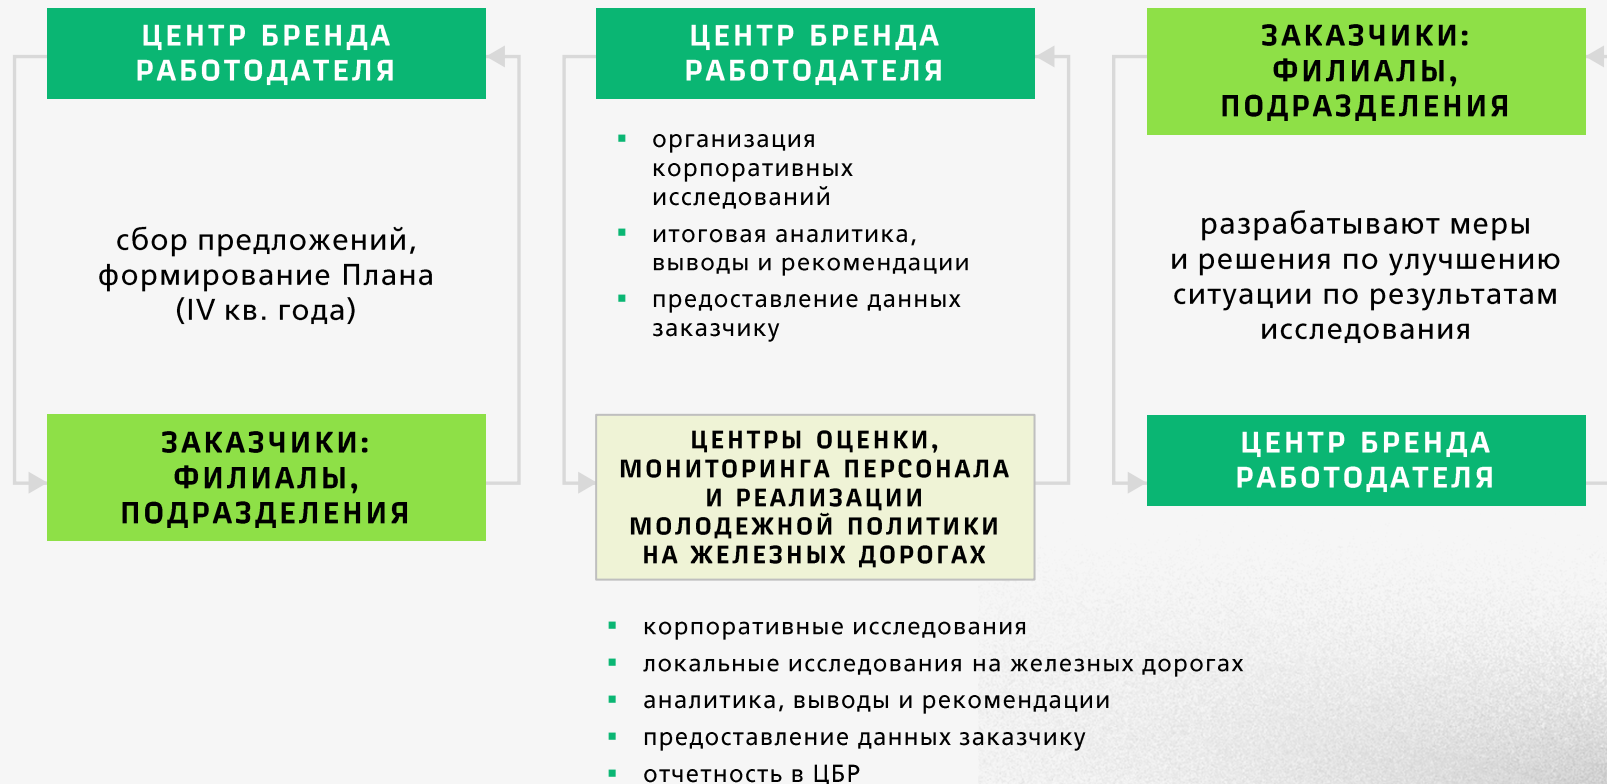 ЦЕНТР БРЕНДА
РАБОТОДАТЕЛЯ
сбор предложений,
формирование Плана
(IV кв. года)
ЗАКАЗЧИКИ:
ФИЛИАЛЫ,
ПОДРАЗДЕЛЕНИЯ
ЦЕНТР БРЕНДА
РАБОТОДАТЕЛЯ
организация
корпоративных
исследований
итоговая аналитика,
выводы и рекомендации
предоставление данных
заказчику
ЦЕНТРЫ ОЦЕНКИ,
МОНИТОРИНГА ПЕРСОНАЛА
И РЕАЛИЗАЦИИ
МОЛОДЕЖНОЙ ПОЛИТИКИ
НА ЖЕЛЕЗНЫХ ДОРОГАХ
корпоративные исследования
локальные исследования на железных дорогах
аналитика, выводы и рекомендации
предоставление данных заказчику
отчетность в ЦБР
ЗАКАЗЧИКИ:
ФИЛИАЛЫ,
ПОДРАЗДЕЛЕНИЯ
разрабатывают меры
и решения по улучшению
ситуации по результатам
исследования
ЦЕНТР БРЕНДА
РАБОТОДАТЕЛЯ